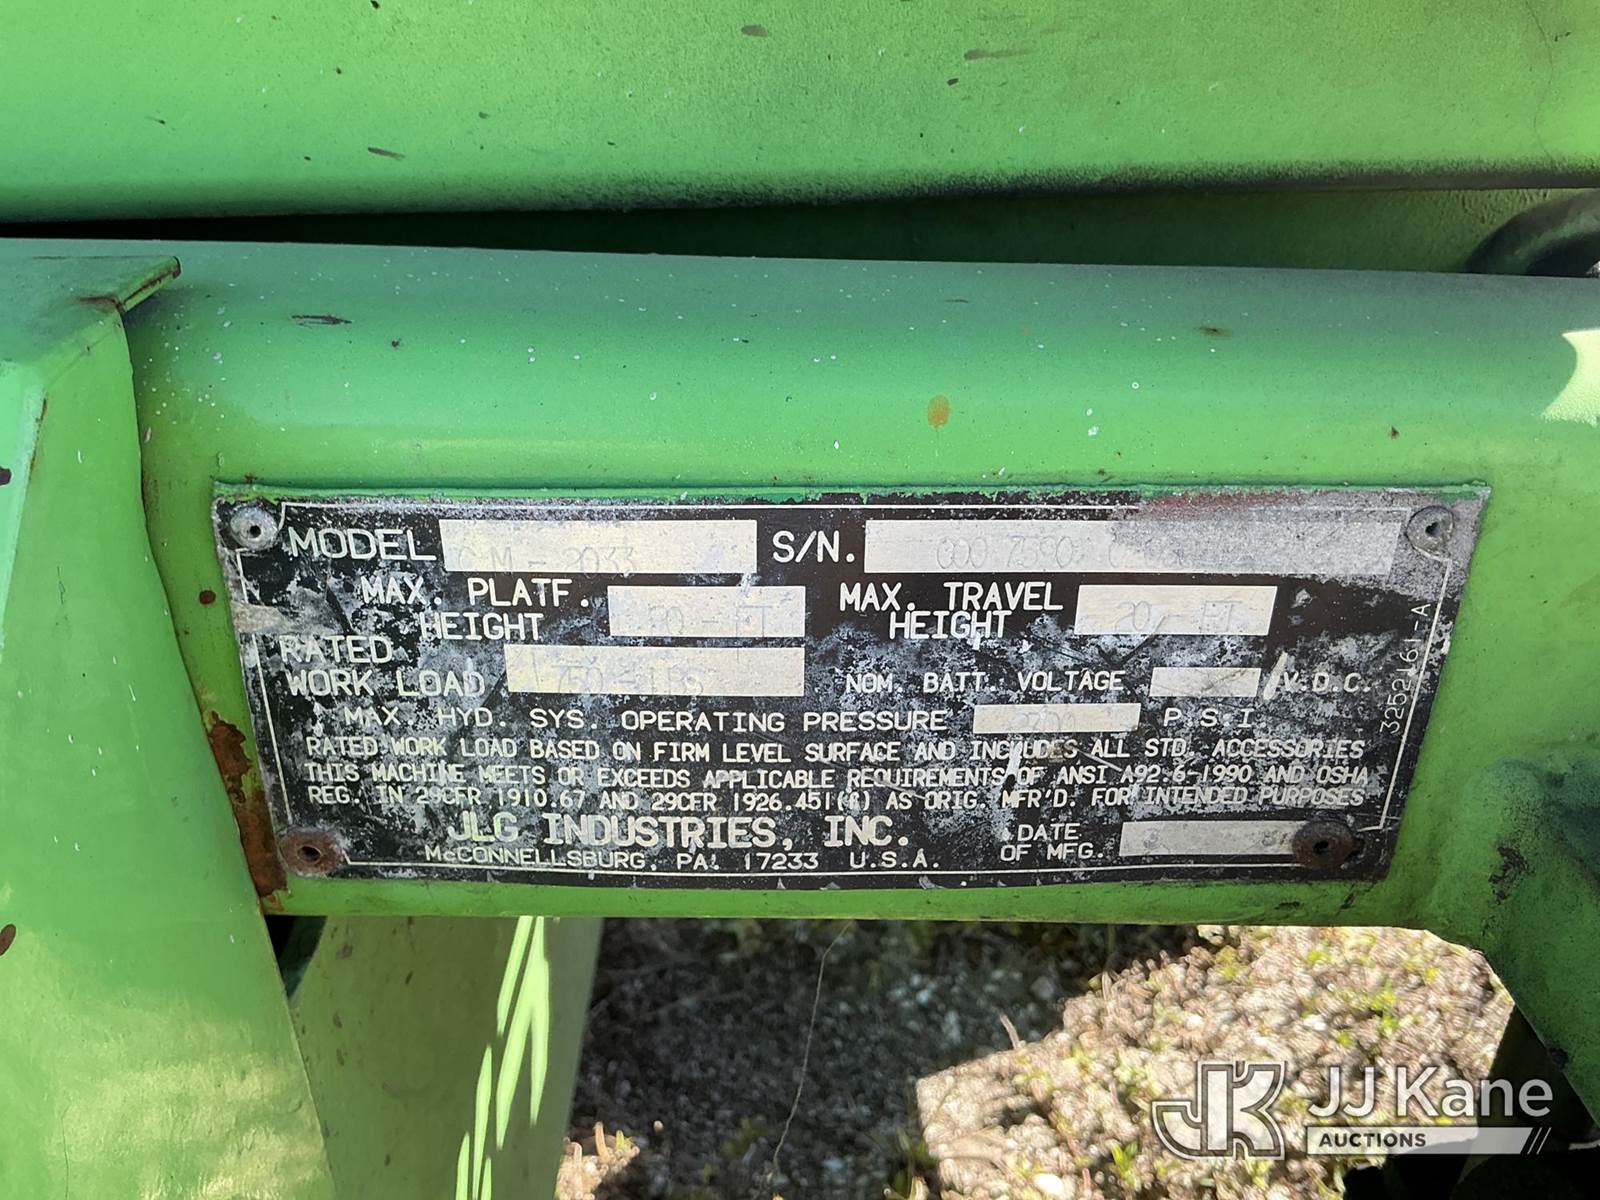 MODEL CM-2033 S/N.
MAX. PLATF. HEIGHT 20-FT MAX. TRAVEL HEIGHT 20-FT
RATED WORK LOAD 750-LBS NOM. BATT. VOLTAGE V.D.C.
MAX. HYD. SYS. OPERATING PRESSURE P.S.I.
RATED WORK LOAD BASED ON FIRM LEVEL SURFACE AND INCLUDES ALL STD. ACCESSORIES
THIS MACHINE MEETS OR EXCEEDS APPLICABLE REQUIREMENTS OF ANSI A92.6-1990 AND OSHA
REG. IN 29CFR 1910.67 AND 29CFR 1926.451(f) AS ORIG. MFR'D. FOR INTENDED PURPOSES
JLG INDUSTRIES, INC.
McCONNELLSBURG, PA. 17233 U.S.A.
DATE OF MFG.
3252161-A
JJ Kane
AUCTIONS